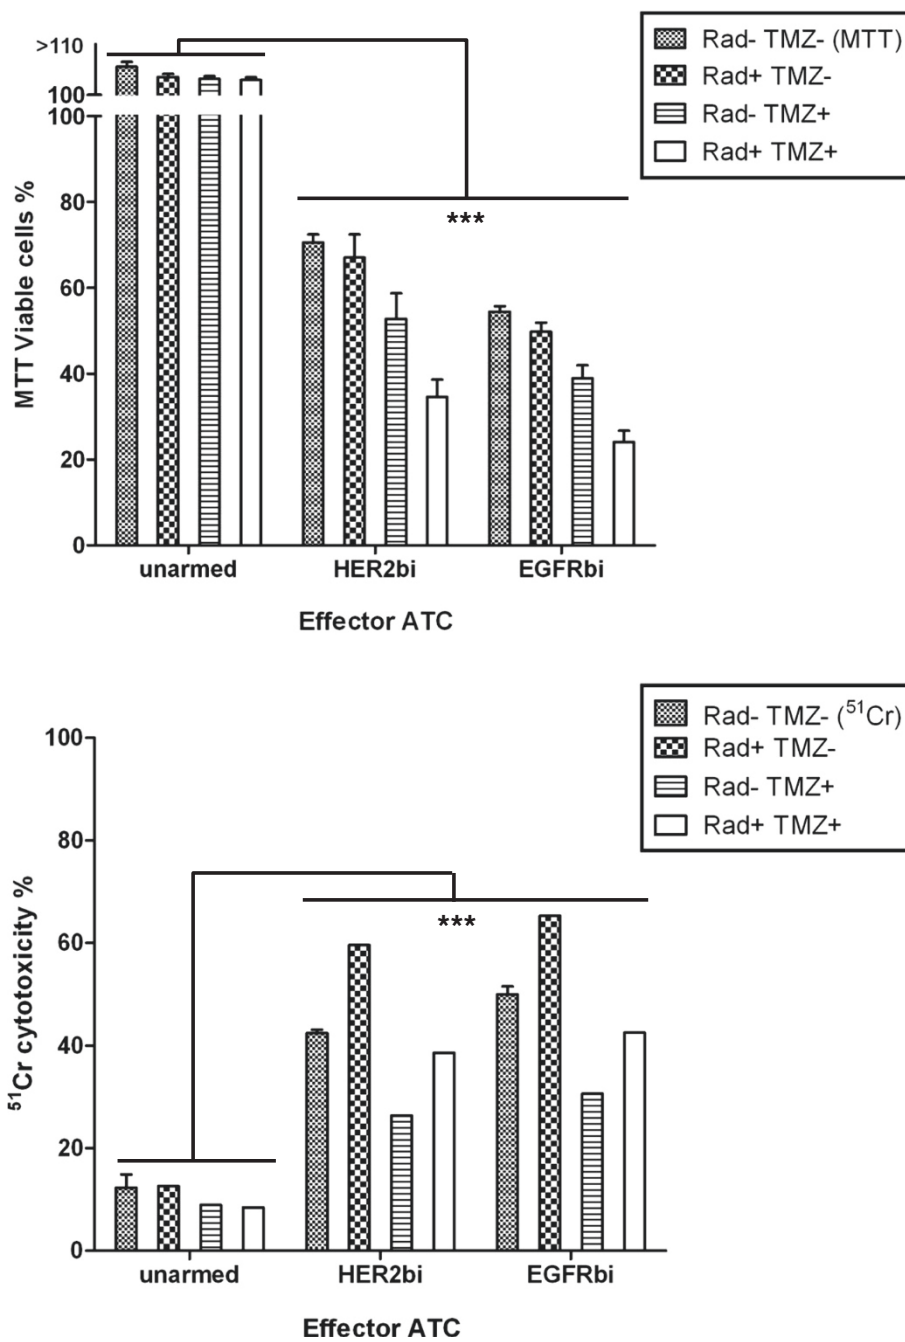 >110
100
100
80
60
40
20
0
MTT Viable cells %
Rad- TMZ- (MTT)
Rad+ TMZ-
Rad- TMZ+
Rad+ TMZ+
***
unarmed HER2bi EGFRbi
Effector ATC
Rad- TMZ- (⁵¹Cr)
Rad+ TMZ-
Rad- TMZ+
Rad+ TMZ+
100
80
60
40
20
0
⁵¹Cr cytotoxicity %
***
unarmed HER2bi EGFRbi
Effector ATC